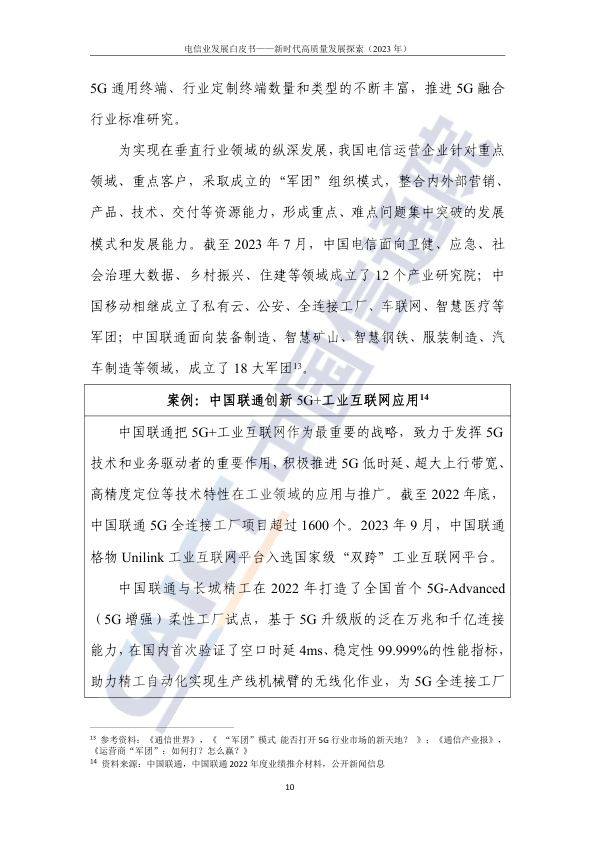 电信业发展白皮书——新时代高质量发展探索（2023 年）
5G 通用终端、行业定制终端数量和类型的不断丰富，推进 5G 融合
行业标准研究。
为实现在垂直行业领域的纵深发展，我国电信运营企业针对重点
领域、重点客户，采取成立的“军团”组织模式，整合内外部营销、
产品、技术、交付等资源能力，形成重点、难点问题集中突破的发展
模式和发展能力。截至 2023 年 7 月，中国电信面向卫健、应急、社
会治理大数据、乡村振兴、住建等领域成立了 12 个产业研究院；中
国移动相继成立了私有云、公安、全连接工厂、车联网、智慧医疗等
军团；中国联通面向装备制造、智慧矿山、智慧钢铁、服装制造、汽
车制造等领域，成立了 18 大军团13。
案例：中国联通创新 5G+工业互联网应用14
中国联通把 5G+工业互联网作为最重要的战略，致力于发挥 5G
技术和业务驱动者的重要作用，积极推进 5G 低时延、超大上行带宽、
高精度定位等技术特性在工业领域的应用与推广。截至 2022 年底，
中国联通 5G 全连接工厂项目超过 1600 个。2023 年 9 月，中国联通
格物 Unilink 工业互联网平台入选国家级“双跨”工业互联网平台。
中国联通与长城精工在 2022 年打造了全国首个 5G-Advanced
（5G 增强）柔性工厂试点，基于 5G 升级版的泛在万兆和千亿连接
能力，在国内首次验证了空口时延 4ms、稳定性 99.999%的性能指标，
助力精工自动化实现生产线机械臂的无线化作业，为 5G 全连接工厂
13 参考资料：《通信世界》，《 “军团”模式 能否打开 5G 行业市场的新天地？ 》；《通信产业报》，
《运营商“军团”：如何打？怎么赢？》
14 资料来源：中国联通，中国联通 2022 年度业绩推介材料，公开新闻信息
10
CAICT 中国信通院